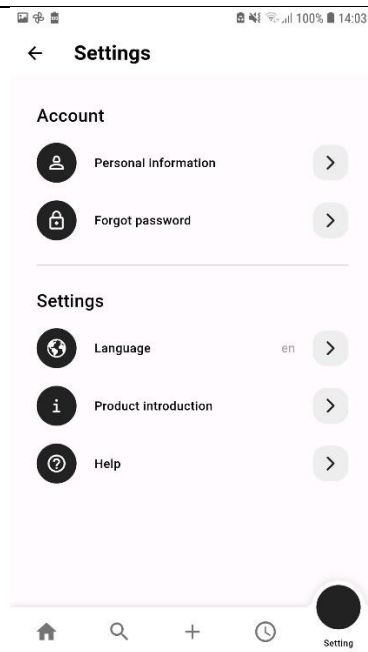 100% 14:03
Settings
Account
Personal information
Forgot password
Settings
Language en
Product introduction
Help
Setting